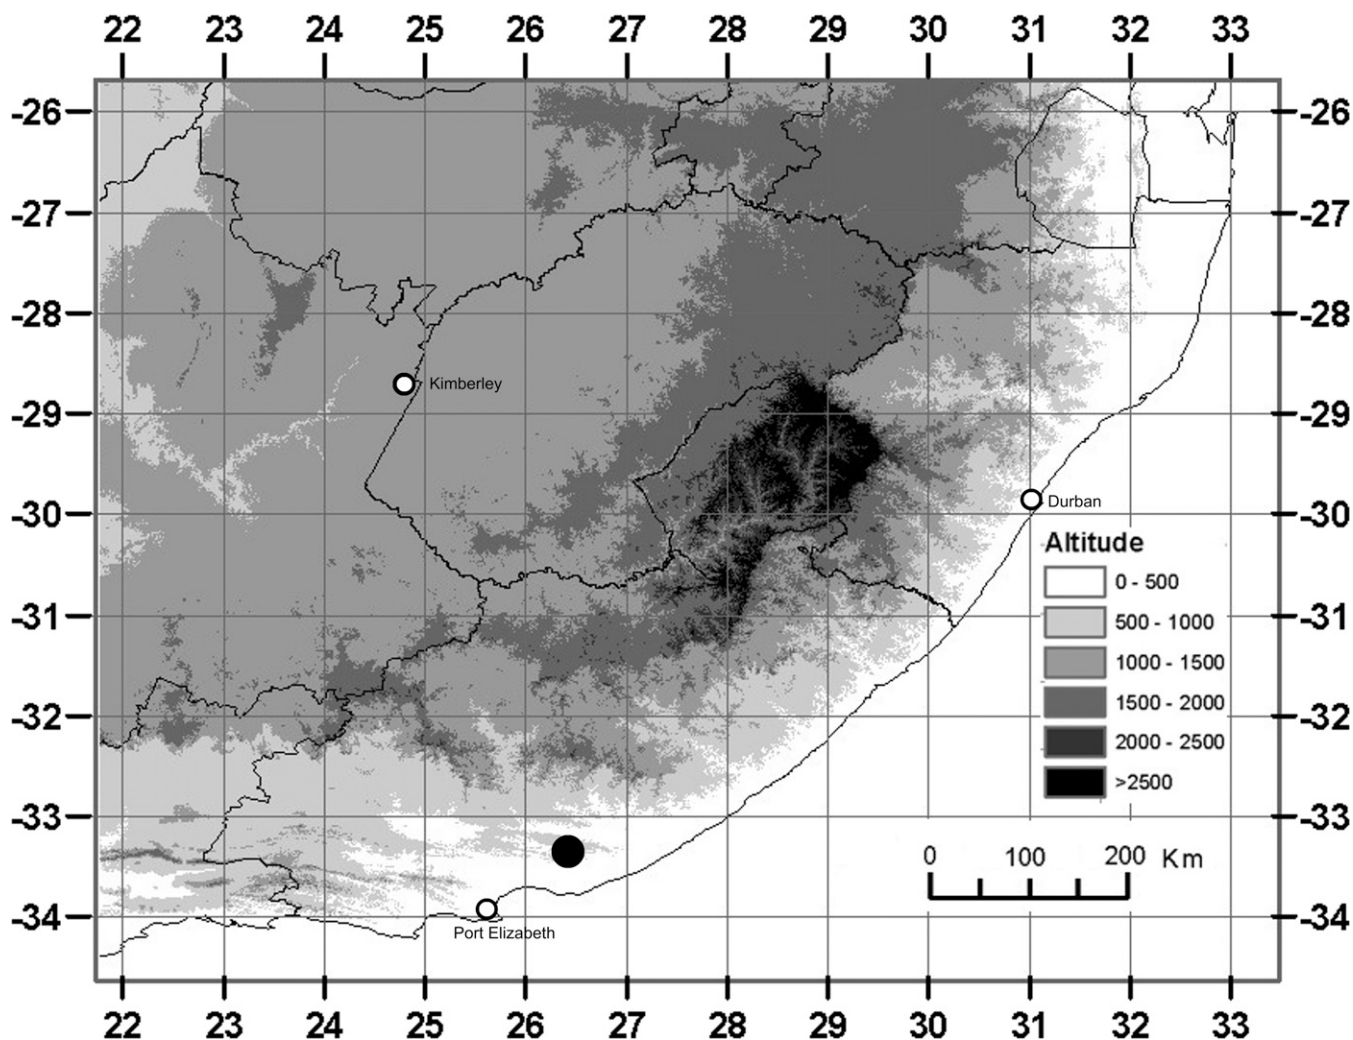 22 23 24 25 26 27 28 29 30 31 32 33
-26 -26
-27 -27
-28 -28
Kimberley
-29 -29
Durban
-30 -30
Altitude
0 - 500
-31 500 - 1000 -31
1000 - 1500
1500 - 2000
-32 -32
2000 - 2500
>2500
-33 -33
0 100 200 Km
-34 -34
Port Elizabeth
22 23 24 25 26 27 28 29 30 31 32 33